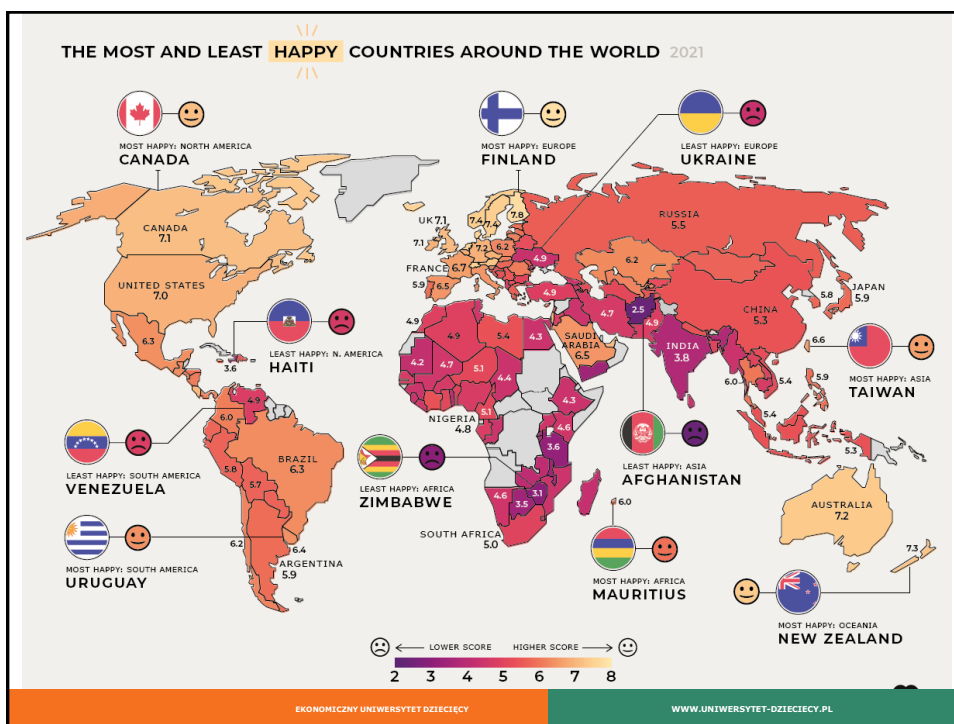 THE MOST AND LEAST HAPPY COUNTRIES AROUND THE WORLD 2021
MOST HAPPY: NORTH AMERICA
CANADA
MOST HAPPY: EUROPE
FINLAND
LEAST HAPPY: EUROPE
UKRAINE
CANADA
7.1
UNITED STATES
7.0
6.3
LEAST HAPPY: N. AMERICA
HAITI
3.6
UK 7.1
7.1
7.4
7.4
7.8
7.2
6.2
FRANCE 6.7
5.9
6.5
4.9
4.9
RUSSIA
5.5
6.2
CHINA
5.3
5.8
JAPAN
5.9
4.7
2.5
4.9
INDIA
3.8
SAUDI
ARABIA
6.5
6.6
MOST HAPPY: ASIA
TAIWAN
6.0
5.4
5.9
5.4
5.3
4.9
4.9
5.4
4.3
4.2
4.7
5.1
4.4
5.1
NIGERIA
4.8
4.3
4.6
3.6
4.6
3.5
3.1
SOUTH AFRICA
5.0
LEAST HAPPY: AFRICA
ZIMBABWE
LEAST HAPPY: ASIA
AFGHANISTAN
6.0
MOST HAPPY: AFRICA
MAURITIUS
4.9
6.0
LEAST HAPPY: SOUTH AMERICA
VENEZUELA
BRAZIL
6.3
5.8
5.7
6.2
6.4
ARGENTINA
5.9
MOST HAPPY: SOUTH AMERICA
URUGUAY
AUSTRALIA
7.2
7.3
MOST HAPPY: OCEANIA
NEW ZEALAND
LOWER SCORE HIGHER SCORE
2 3 4 5 6 7 8
EKONOMICZNY UNIWERSYTET DZIECIĘCY
WWW.UNIWERSYTET-DZIECIECY.PL